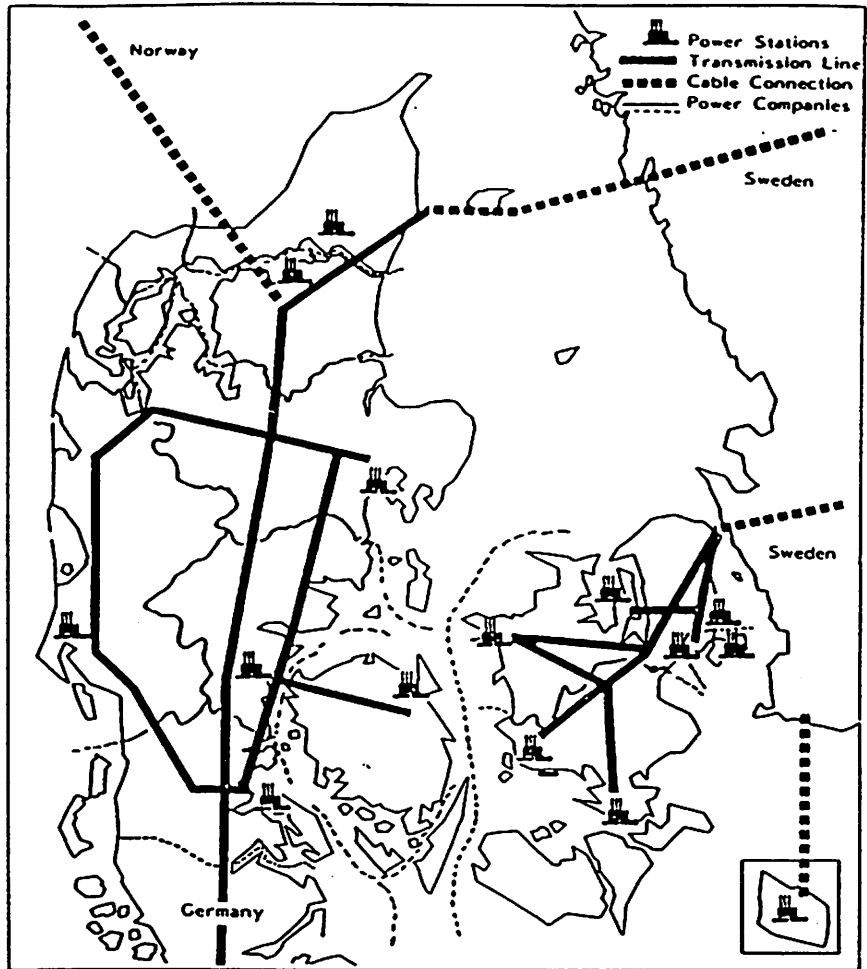 Norway
Power Stations
Transmission Line
Cable Connection
Power Companies
Sweden
Sweden
Germany